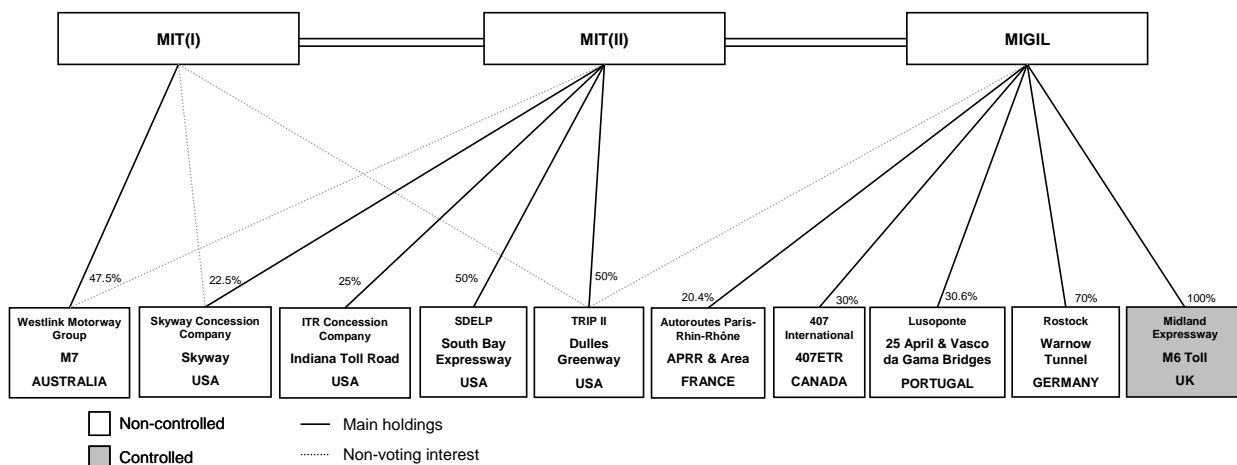 MIT(I)
MIT(II)
MIGIL
47.5%
22.5%
25%
50%
50%
20.4%
30%
30.6%
70%
100%
Westlink Motorway
Group
M7
AUSTRALIA
Skyway Concession
Company
Skyway
USA
ITR Concession
Company
Indiana Toll Road
USA
SDELP
South Bay
Expressway
USA
TRIP II
Dulles
Greenway
USA
Autoroutes Paris-
Rhin-Rhône
APRR & Area
FRANCE
407
International
407ETR
CANADA
Lusoponte
25 April & Vasco
da Gama Bridges
PORTUGAL
Rostock
Warnow
Tunnel
GERMANY
Midland
Expressway
M6 Toll
UK
Non-controlled
Main holdings
Controlled
Non-voting interest